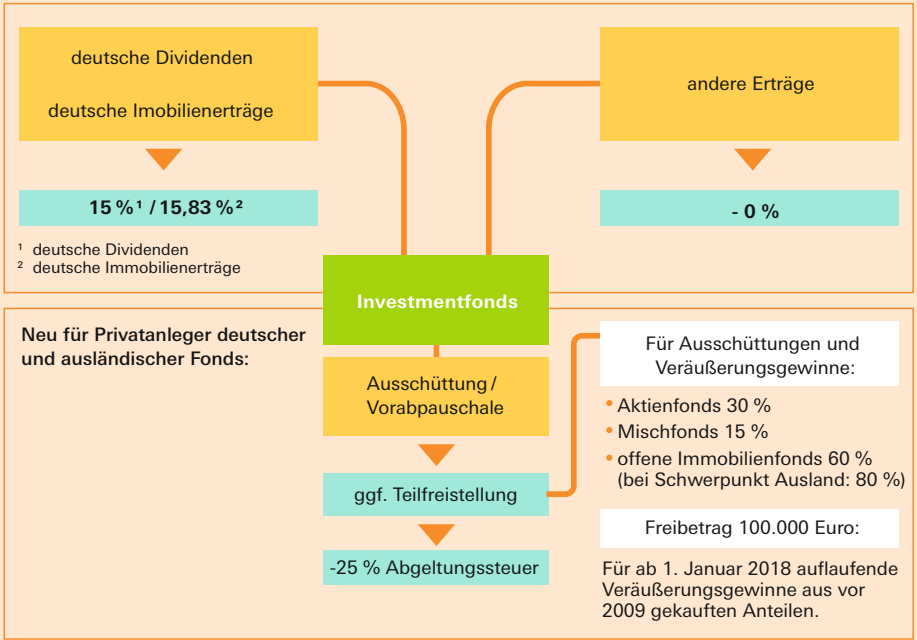 deutsche Dividenden
deutsche Imobilienerträge
15 %¹ / 15,83 %²
¹ deutsche Dividenden
² deutsche Immobilienerträge
andere Erträge
- 0 %
Investmentfonds
Neu für Privatanleger deutscher
und ausländischer Fonds:
Ausschüttung /
Vorabpauschale
ggf. Teilfreistellung
-25 % Abgeltungssteuer
Für Ausschüttungen und
Veräußerungsgewinne:
• Aktienfonds 30 %
• Mischfonds 15 %
• offene Immobilienfonds 60 %
(bei Schwerpunkt Ausland: 80 %)
Freibetrag 100.000 Euro:
Für ab 1. Januar 2018 auflaufende
Veräußerungsgewinne aus vor
2009 gekauften Anteilen.